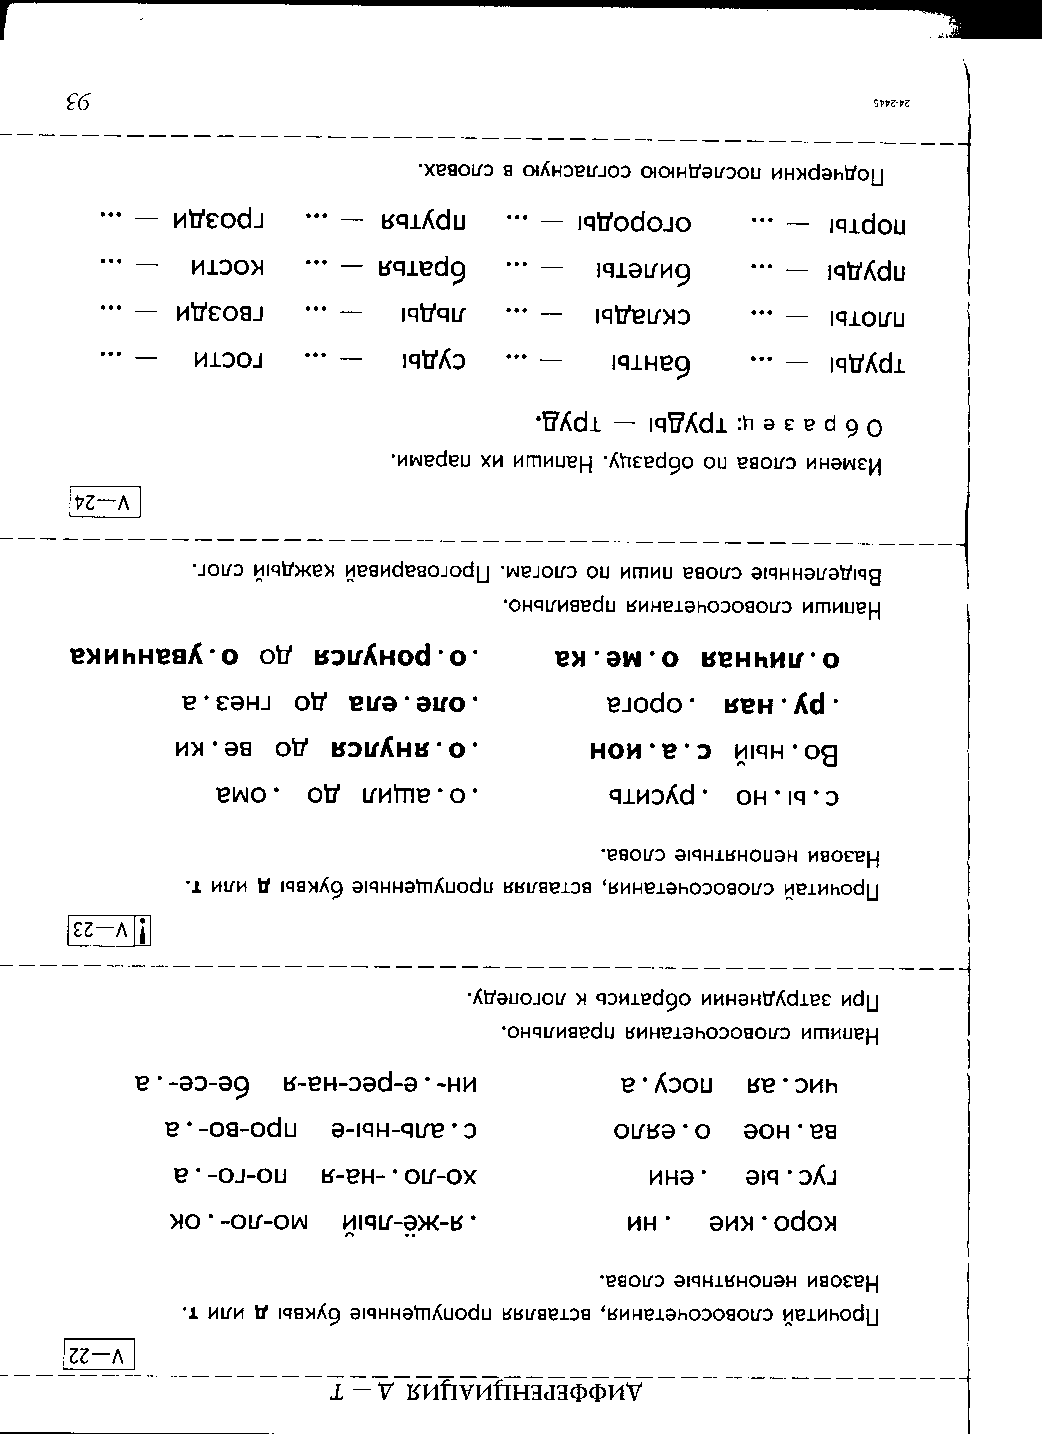 ДИФФЕРЕНЦИАЦИЯ Д — Т
V—22
Прочитай словосочетания, вставляя пропущенные буквы д или т.
Назови непонятные слова.
коро.кие .ни .я-жё-лый мо-ло-.ок
гус.ые .ени хо-ло.-на-я по-го-.а
ва.ное о.еяло с.аль-ны-е про-во-.а
чис.ая посу.а ин-.е-рес-на-я бе-се-.а
Напиши словосочетания правильно.
При затруднении обратись к логопеду.
! V—23
Прочитай словосочетания, вставляя пропущенные буквы д или т.
Назови непонятные слова.
с.ы.но .русить .о.ащил до .ома
Во.ный с.а.ион .о.янулся до ве.ки
.ру.ная .орога .оле.ела до гнез.а
о.личная о.ме.ка .о.ронулся до о.уванчика
Напиши словосочетания правильно.
Выделенные слова пиши по слогам. Проговаривай каждый слог.
V—24
Измени слова по образцу. Напиши их парами.
Образец: труды — труд.
труды — ... банты — ... суды — ... гости — ...
плоты — ... склады — ... льды — ... гвозди — ...
пруды — ... билеты — ... братья — ... кости — ...
порты — ... огороды — ... прутья — ... грозди — ...
Подчеркни последнюю согласную в словах.
24-2445 93